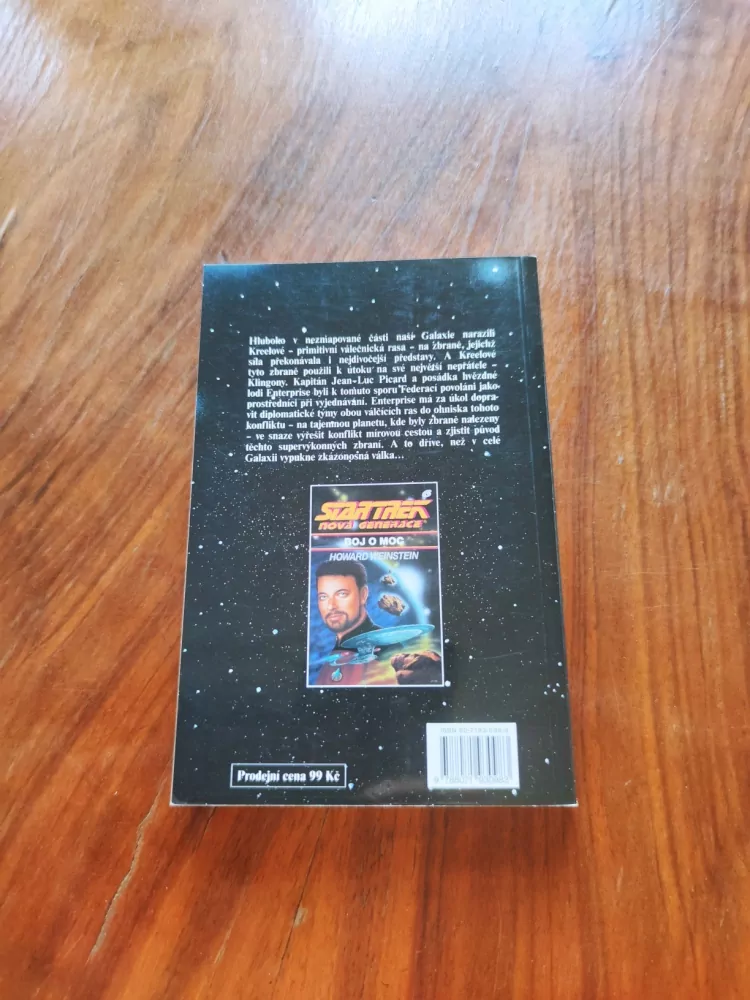 Hluboko v nezmapované části naší Galaxie narazili
Kreelové – primitivní válečnická rasa – na zbraně, jejichž
síla překonávala i nejdivočejší představy. A Kreelové
tyto zbraně použili k útoku na své největší nepřátele –
Klingony. Kapitán Jean-Luc Picard a posádka hvězdné
lodi Enterprise byli k tomuto sporu Federací povoláni jako
prostředníci při vyjednávání. Enterprise má za úkol dopra-
vit diplomatické týmy obou válčících ras do ohniska tohoto
konfliktu – na tajemnou planetu, kde byly zbraně nalezeny
– ve snaze vyřešit konflikt mírovou cestou a zjistit původ
těchto supervýkonných zbraní. A to dříve, než v celé
Galaxii vypukne zkázonosná válka...
STAR TREK
NOVÁ GENERACE
BOJ O MOC
HOWARD WEINSTEIN
Prodejní cena 99 Kč
ISBN